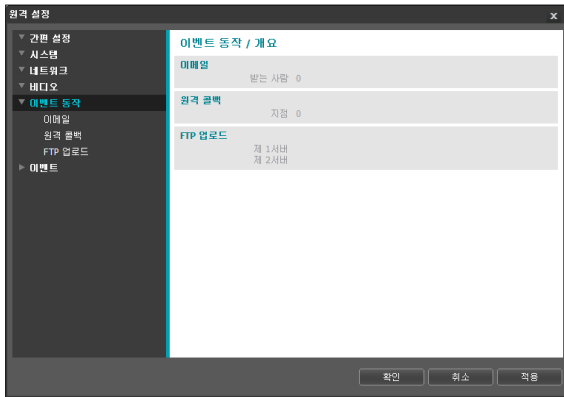 원격 설정
x
간편 설정
시스템
네트워크
비디오
이벤트 동작
이메일
원격 콜백
FTP 업로드
이벤트
이벤트 동작 / 개요
이메일
받는 사람 0
원격 콜백
지점 0
FTP 업로드
제 1서버
제 2서버
확인 취소 적용